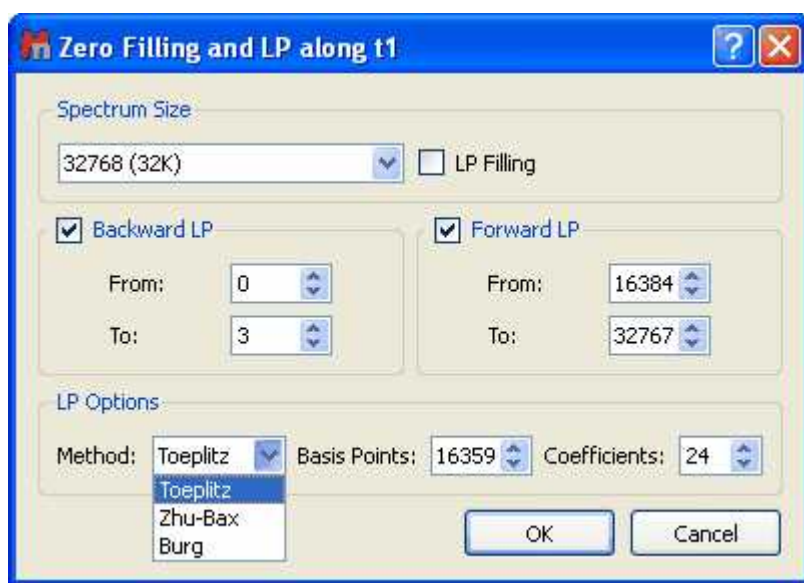 Zero Filling and LP along t1
Spectrum Size
32768 (32K) LP Filling
Backward LP Forward LP
From: 0 From: 16384
To: 3 To: 32767
LP Options
Method: Toeplitz Basis Points: 16359 Coefficients: 24
Toeplitz
Zhu-Bax
Burg
OK Cancel